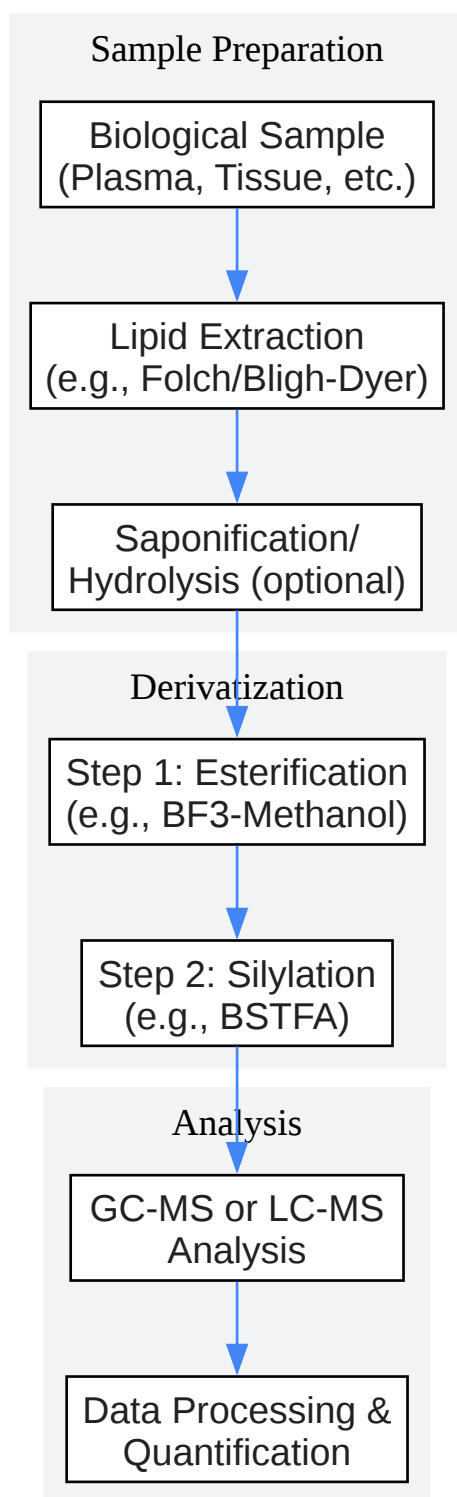 Sample Preparation
Biological Sample
(Plasma, Tissue, etc.)
Lipid Extraction
(e.g., Folch/Bligh-Dyer)
Saponification/
Hydrolysis (optional)
Derivatization
Step 1: Esterification
(e.g., BF3-Methanol)
Step 2: Silylation
(e.g., BSTFA)
Analysis
GC-MS or LC-MS
Analysis
Data Processing &
Quantification